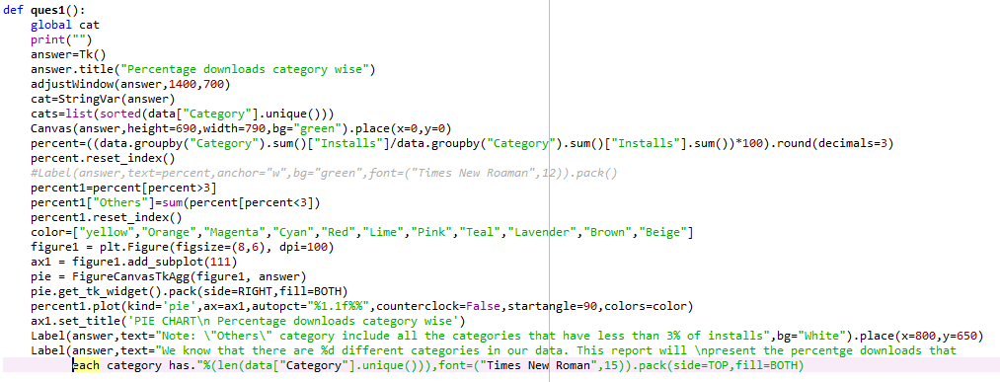 def ques1():
    global cat
    print("")
    answer=Tk()
    answer.title("Percentage downloads category wise")
    adjustWindow(answer,1400,700)
    cat=StringVar(answer)
    cats=list(sorted(data["Category"].unique()))
    Canvas(answer,height=690,width=790,bg="green").place(x=0,y=0)
    percent=((data.groupby("Category").sum()["Installs"]/data.groupby("Category").sum()["Installs"].sum())*100).round(decimals=3)
    percent.reset_index()
    #Label(answer,text=percent,anchor="w",bg="green",font=("Times New Roaman",12)).pack()
    percent1=percent[percent>3]
    percent1["Others"]=sum(percent[percent<3])
    percent1.reset_index()
    color=["yellow","Orange","Magenta","Cyan","Red","Lime","Pink","Teal","Lavender","Brown","Beige"]
    figure1 = plt.Figure(figsize=(8,6), dpi=100)
    ax1 = figure1.add_subplot(111)
    pie = FigureCanvasTkAgg(figure1, answer)
    pie.get_tk_widget().pack(side=RIGHT,fill=BOTH)
    percent1.plot(kind='pie',ax=ax1,autopct="%1.1f%%",counterclock=False,startangle=90,colors=color)
    ax1.set_title('PIE CHART\n Percentage downloads category wise')
    Label(answer,text="Note: \"Others\" category include all the categories that have less than 3% of installs",bg="White").place(x=800,y=650)
    Label(answer,text="We know that there are %d different categories in our data. This report will \npresent the percentge downloads that
          each category has."%(len(data["Category"].unique())),font=("Times New Roman",15)).pack(side=TOP,fill=BOTH)